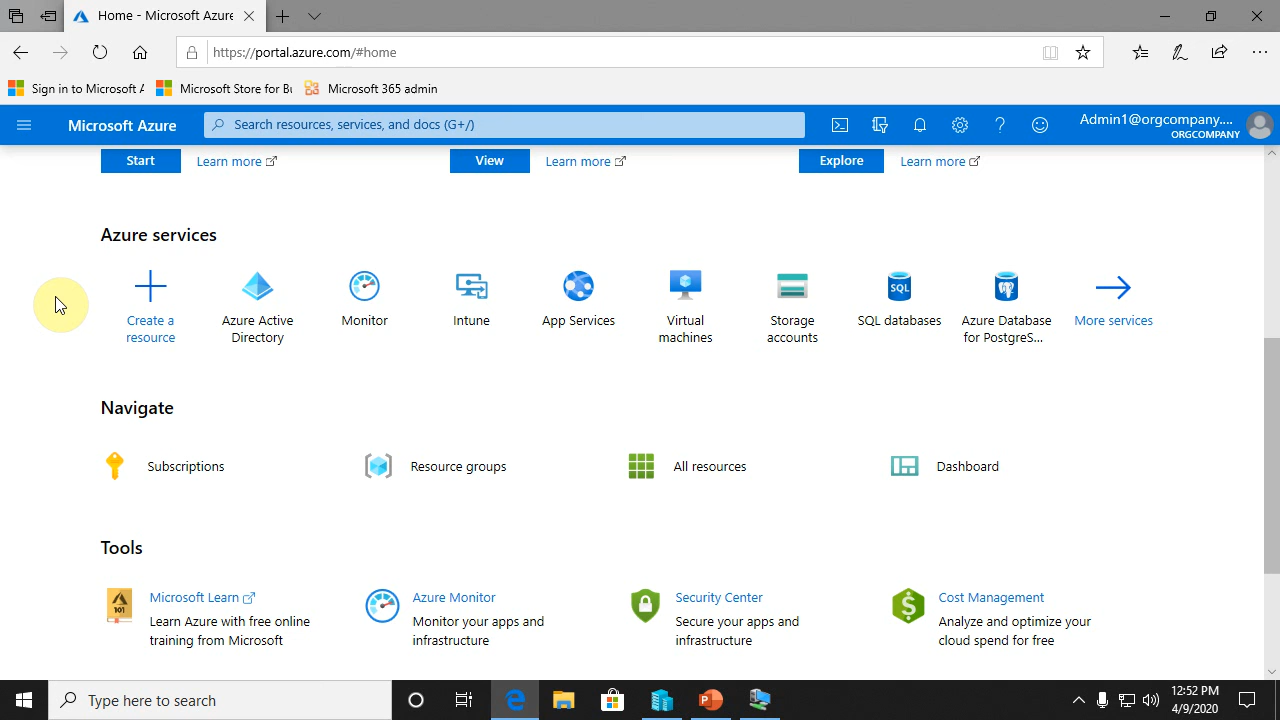 Home - Microsoft Azure
https://portal.azure.com/#home
Sign in to Microsoft A
Microsoft Store for Bu
Microsoft 365 admin
Microsoft Azure
Search resources, services, and docs (G+/)
Admin1@orgcompany....
ORGCOMPANY
Start
Learn more
View
Learn more
Explore
Learn more
Azure services
Create a
resource
Azure Active
Directory
Monitor
Intune
App Services
Virtual
machines
Storage
accounts
SQL
SQL databases
Azure Database
for PostgreS...
More services
Navigate
Subscriptions
Resource groups
All resources
Dashboard
Tools
101
Microsoft Learn
Learn Azure with free online
training from Microsoft
Azure Monitor
Monitor your apps and
infrastructure
Security Center
Secure your apps and
infrastructure
$
Cost Management
Analyze and optimize your
cloud spend for free
Type here to search
12:52 PM
4/9/2020